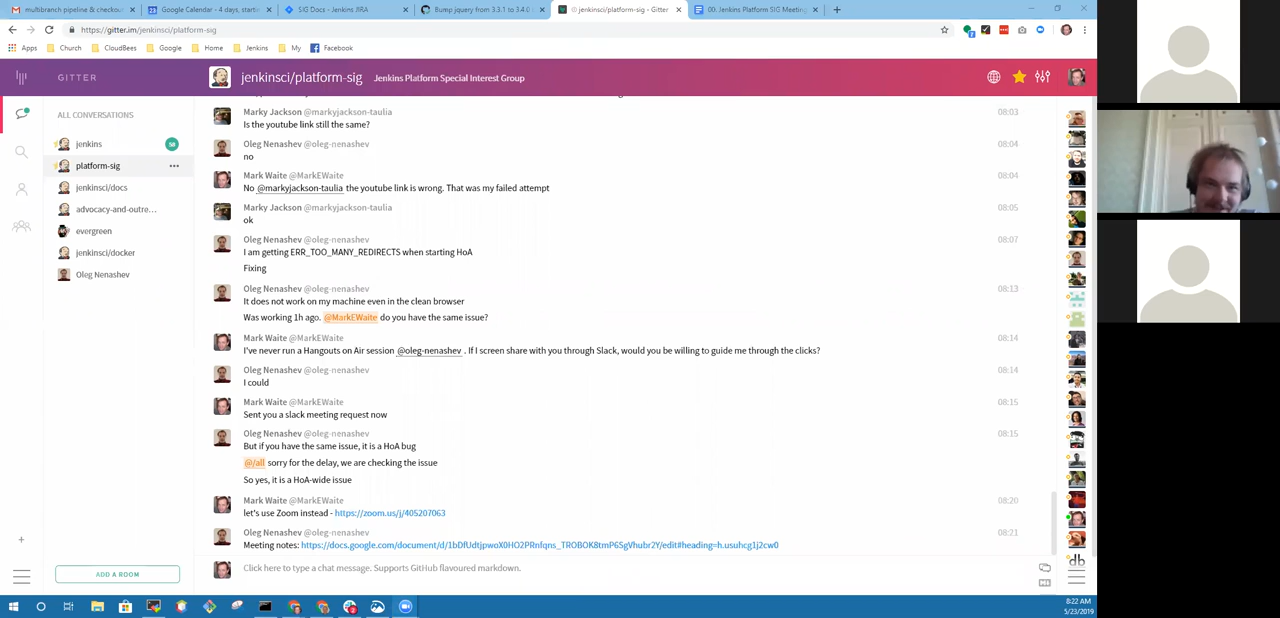 multibranch pipeline & checkou
Google Calendar - 4 days, startin
SIG Docs - Jenkins JIRA
Bump jquery from 3.3.1 to 3.4.0 b
jenkinsci/platform-sig - Gitter
00: Jenkins Platform SIG Meeting
https://gitter.im/jenkinsci/platform-sig
Apps Church CloudBees Google Home Jenkins My Facebook
GITTER
jenkinsci/platform-sig Jenkins Platform Special Interest Group
ALL CONVERSATIONS
jenkins 58
platform-sig
jenkinsci/docs
advocacy-and-outre...
evergreen
jenkinsci/docker
Oleg Nenashev
ADD A ROOM
Marky Jackson @markyjackson-taulia 08:03
Is the youtube link still the same?
Oleg Nenashev @oleg-nenashev 08:04
no
Mark Waite @MarkEWaite 08:04
No @markyjackson-taulia the youtube link is wrong. That was my failed attempt
Marky Jackson @markyjackson-taulia 08:05
ok
Oleg Nenashev @oleg-nenashev 08:07
I am getting ERR_TOO_MANY_REDIRECTS when starting HoA
Fixing
Oleg Nenashev @oleg-nenashev 08:13
It does not work on my machine even in the clean browser
Was working 1h ago. @MarkEWaite do you have the same issue?
Mark Waite @MarkEWaite 08:14
I've never run a Hangouts on Air session @oleg-nenashev . If I screen share with you through Slack, would you be willing to guide me through the clicks?
Oleg Nenashev @oleg-nenashev 08:14
I could
Mark Waite @MarkEWaite 08:15
Sent you a slack meeting request now
Oleg Nenashev @oleg-nenashev 08:15
But if you have the same issue, it is a HoA bug
@/all sorry for the delay, we are checking the issue
So yes, it is a HoA-wide issue
Mark Waite @MarkEWaite 08:20
let's use Zoom instead - https://zoom.us/j/405207063
Oleg Nenashev @oleg-nenashev 08:21
Meeting notes: https://docs.google.com/document/d/1bDfUdtjpwoX0HO2PRnfqns_TROBOK8tmP6SgVhubr2Y/edit#heading=h.usuhcg1j2cw0
Click here to type a chat message. Supports GitHub flavoured markdown.
db
8:22 AM
5/23/2019